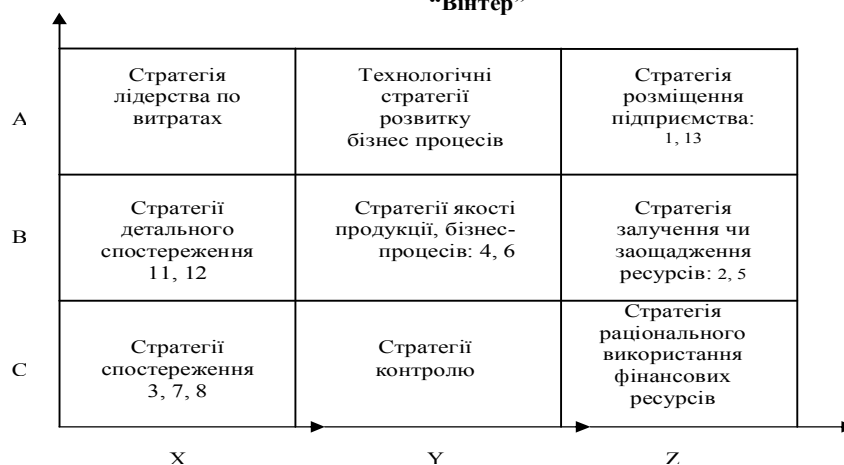 “Вінтер”
Стратегія
лідерства по
витратах
Технологічні
стратегії
розвитку
бізнес процесів
Стратегія
розміщення
підприємства:
1, 13
A
Стратегії
детального
спостереження
11, 12
Стратегії якості
продукції, бізнес-
процесів: 4, 6
Стратегія
залучення чи
заощадження
ресурсів: 2, 5
B
Стратегії
спостереження
3, 7, 8
Стратегії
контролю
Стратегія
раціонального
використання
фінансових
ресурсів
C
X
Y
Z